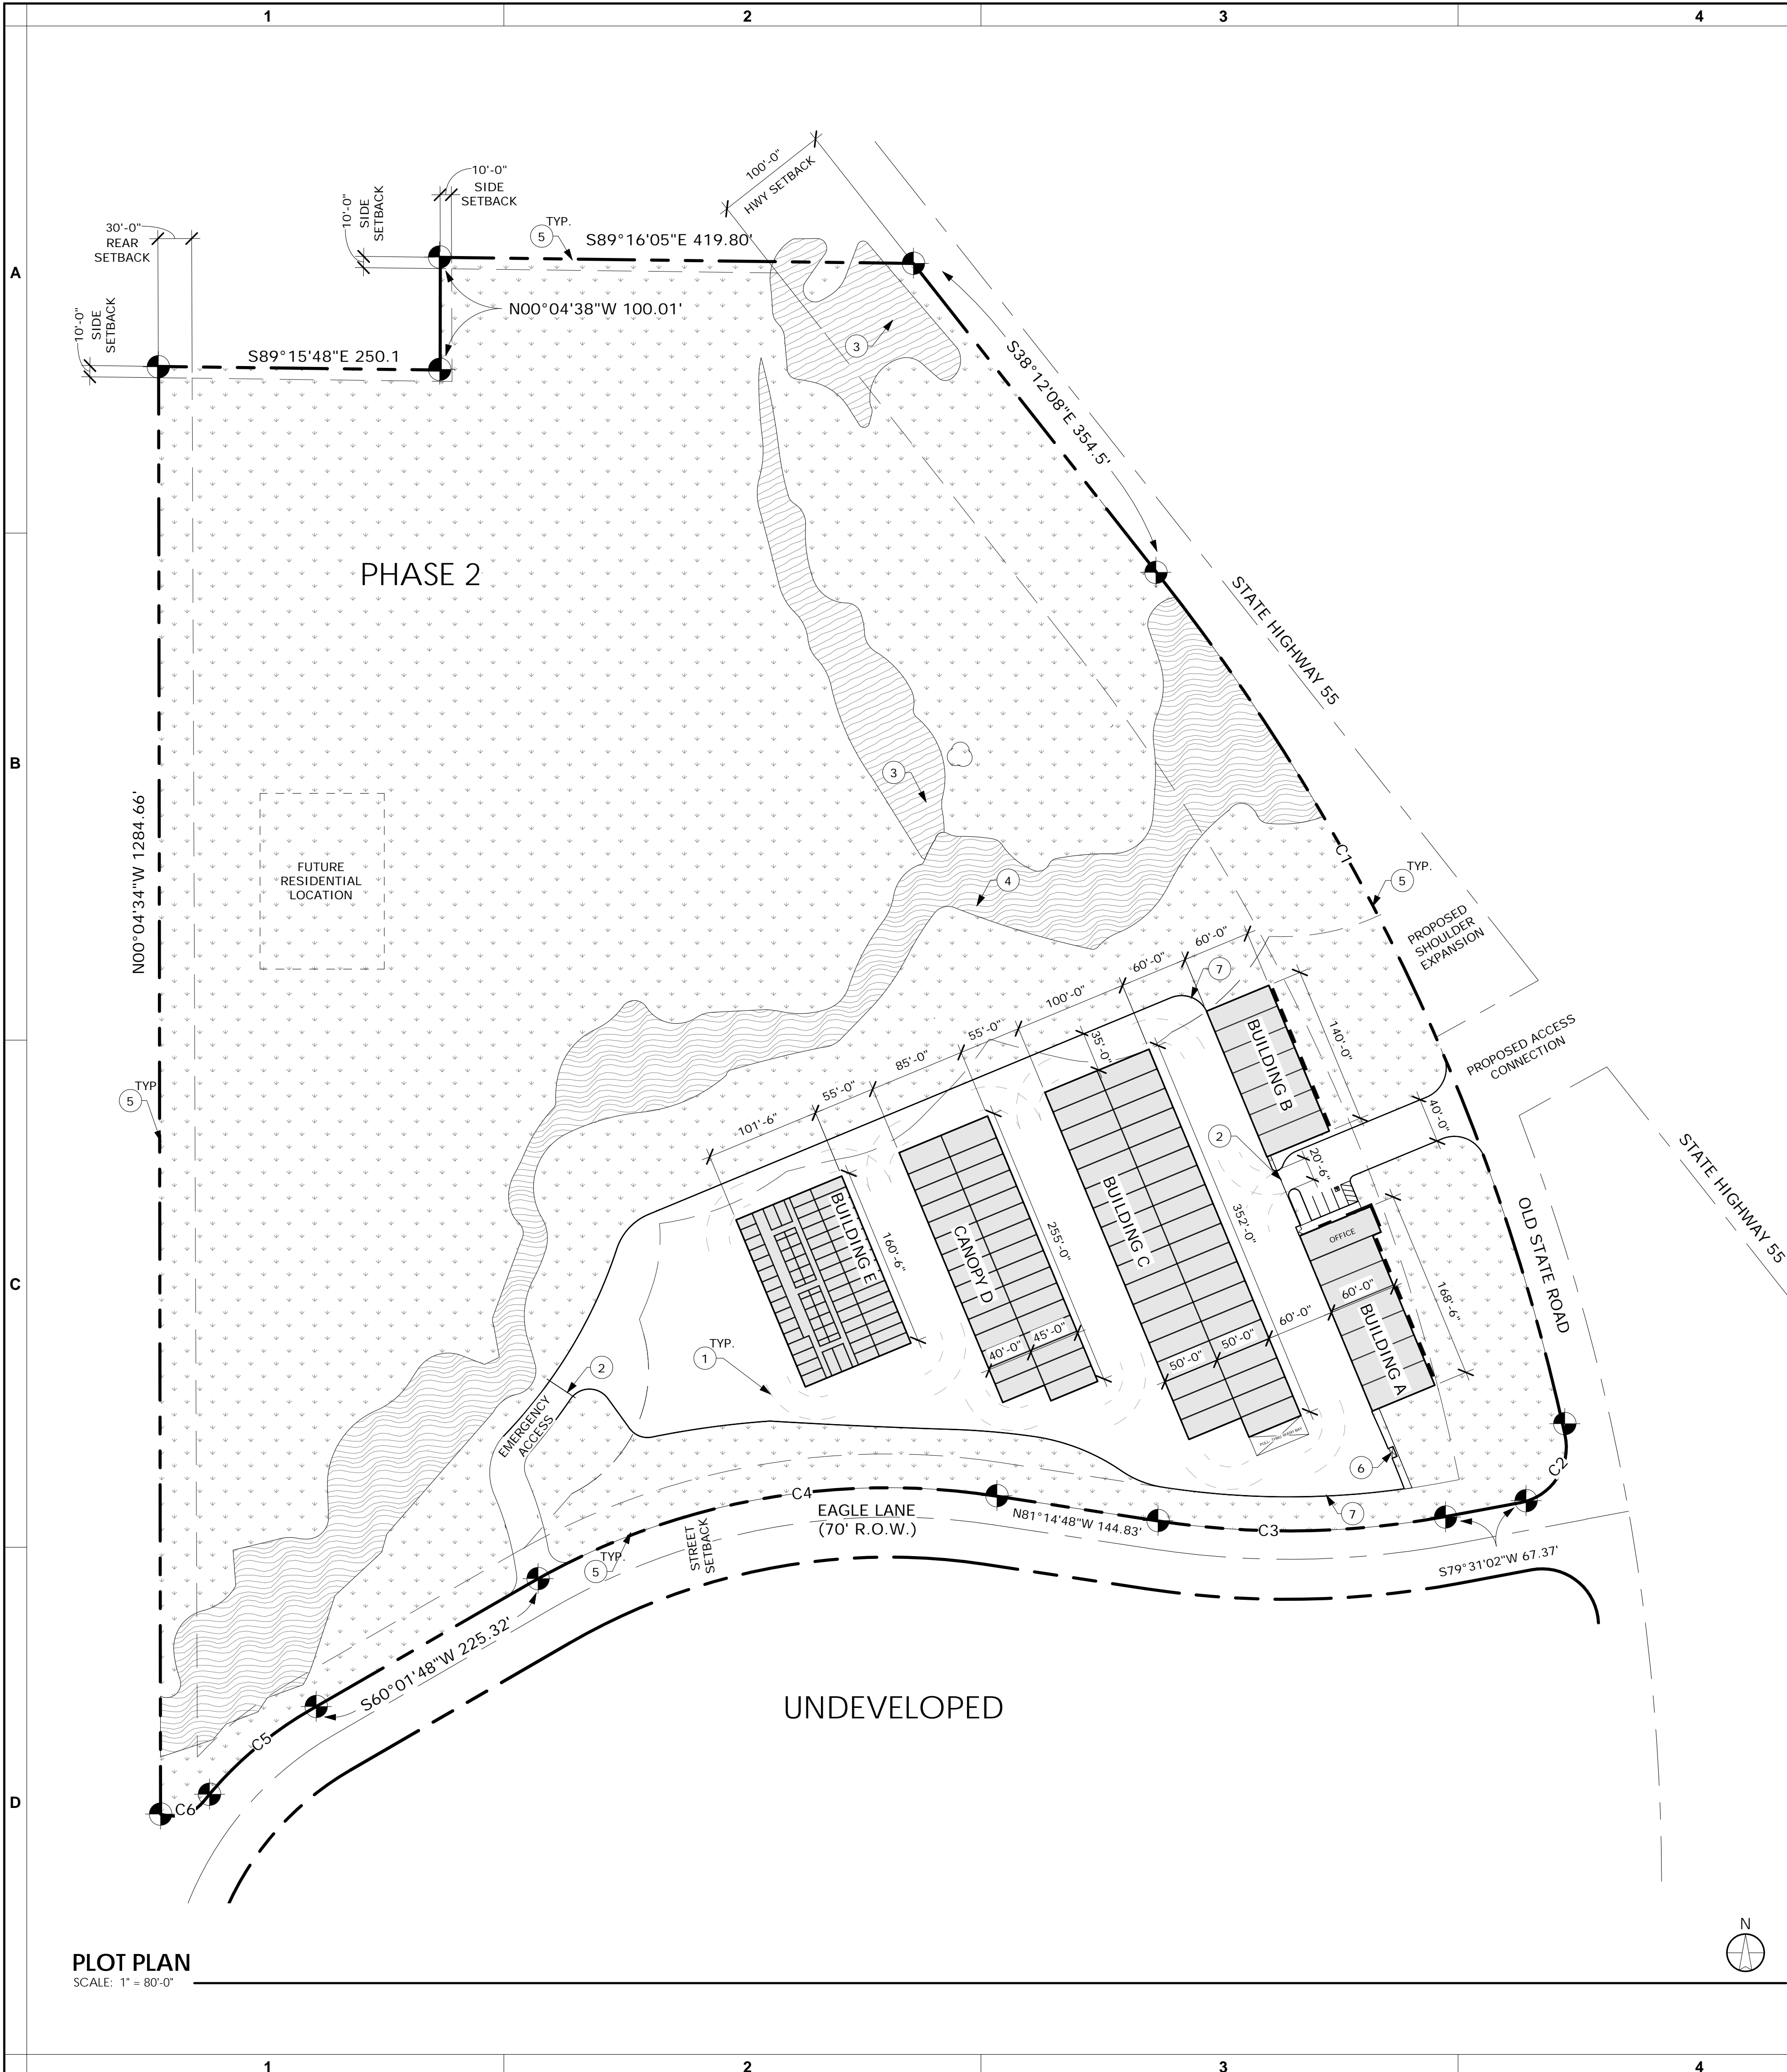 1
2
3
4
A
B
C
D
100'-0"
HWY SETBACK
10'-0"
SIDE
SETBACK
10'-0"
SIDE
SETBACK
30'-0"
REAR
SETBACK
10'-0"
SIDE
SETBACK
TYP.
5
S89°16'05"E 419.80'
N00°04'38"W 100.01'
S89°15'48"E 250.1
3
S38°12'08"E 354.5'
PHASE 2
STATE HIGHWAY 55
3
N00°04'34"W 1284.66'
FUTURE
RESIDENTIAL
LOCATION
4
C1
TYP.
5
PROPOSED
SHOULDER
EXPANSION
60'-0"
60'-0"
7
100'-0"
55'-0"
35'-0"
85'-0"
55'-0"
101'-6"
BUILDING B
140'-0"
PROPOSED ACCESS
CONNECTION
TYP
5
40'-0"
2
20'-6"
STATE HIGHWAY 55
OLD STATE ROAD
BUILDING E
160'-6"
CANOPY D
255'-0"
BUILDING C
352'-0"
OFFICE
60'-0"
168'-6"
60'-0"
BUILDING A
40'-0"
45'-0"
50'-0"
50'-0"
TYP.
1
2
EMERGENCY
ACCESS
6
C2
7
C4
EAGLE LANE
(70' R.O.W.)
N81°14'48"W 144.83'
C3
STREET
SETBACK
TYP.
5
S79°31'02"W 67.37'
S60°01'48"W 225.32'
C5
C6
UNDEVELOPED
N
PLOT PLAN
SCALE: 1" = 80'-0"
1
2
3
4